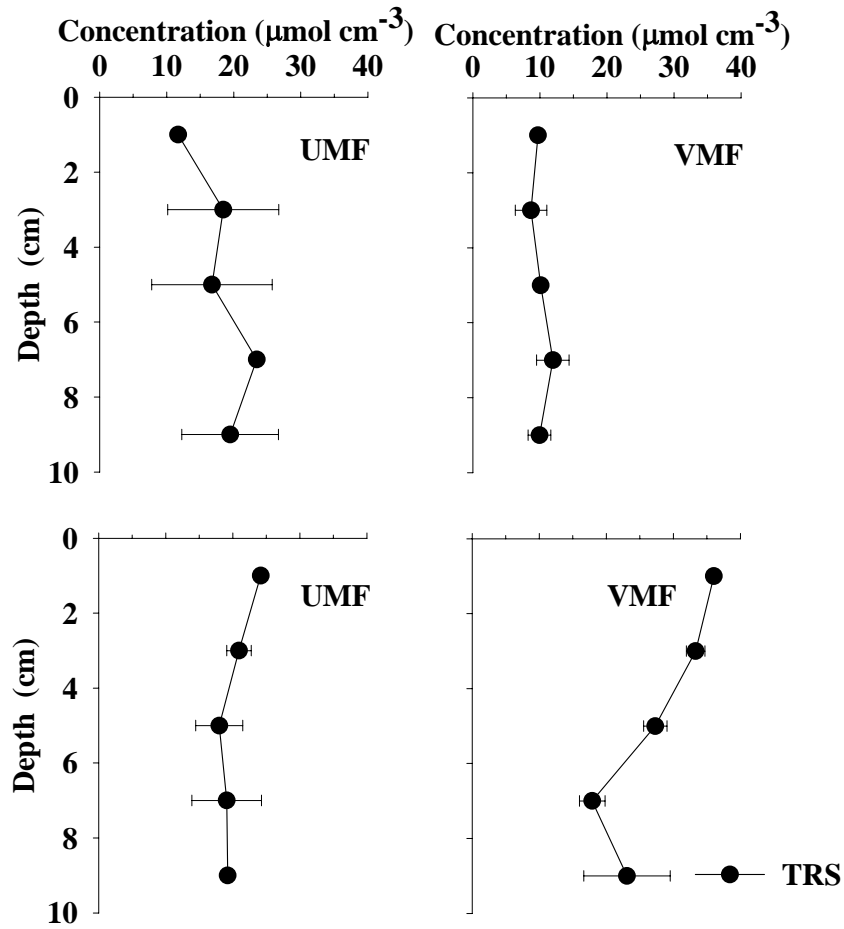 Concentration (μmol cm-3) Concentration (μmol cm-3)
0 10 20 30 40 0 10 20 30 40
0
UMF VMF
2
4
Depth (cm)
6
8
10
0
UMF VMF
2
4
Depth (cm)
6
8
TRS
10